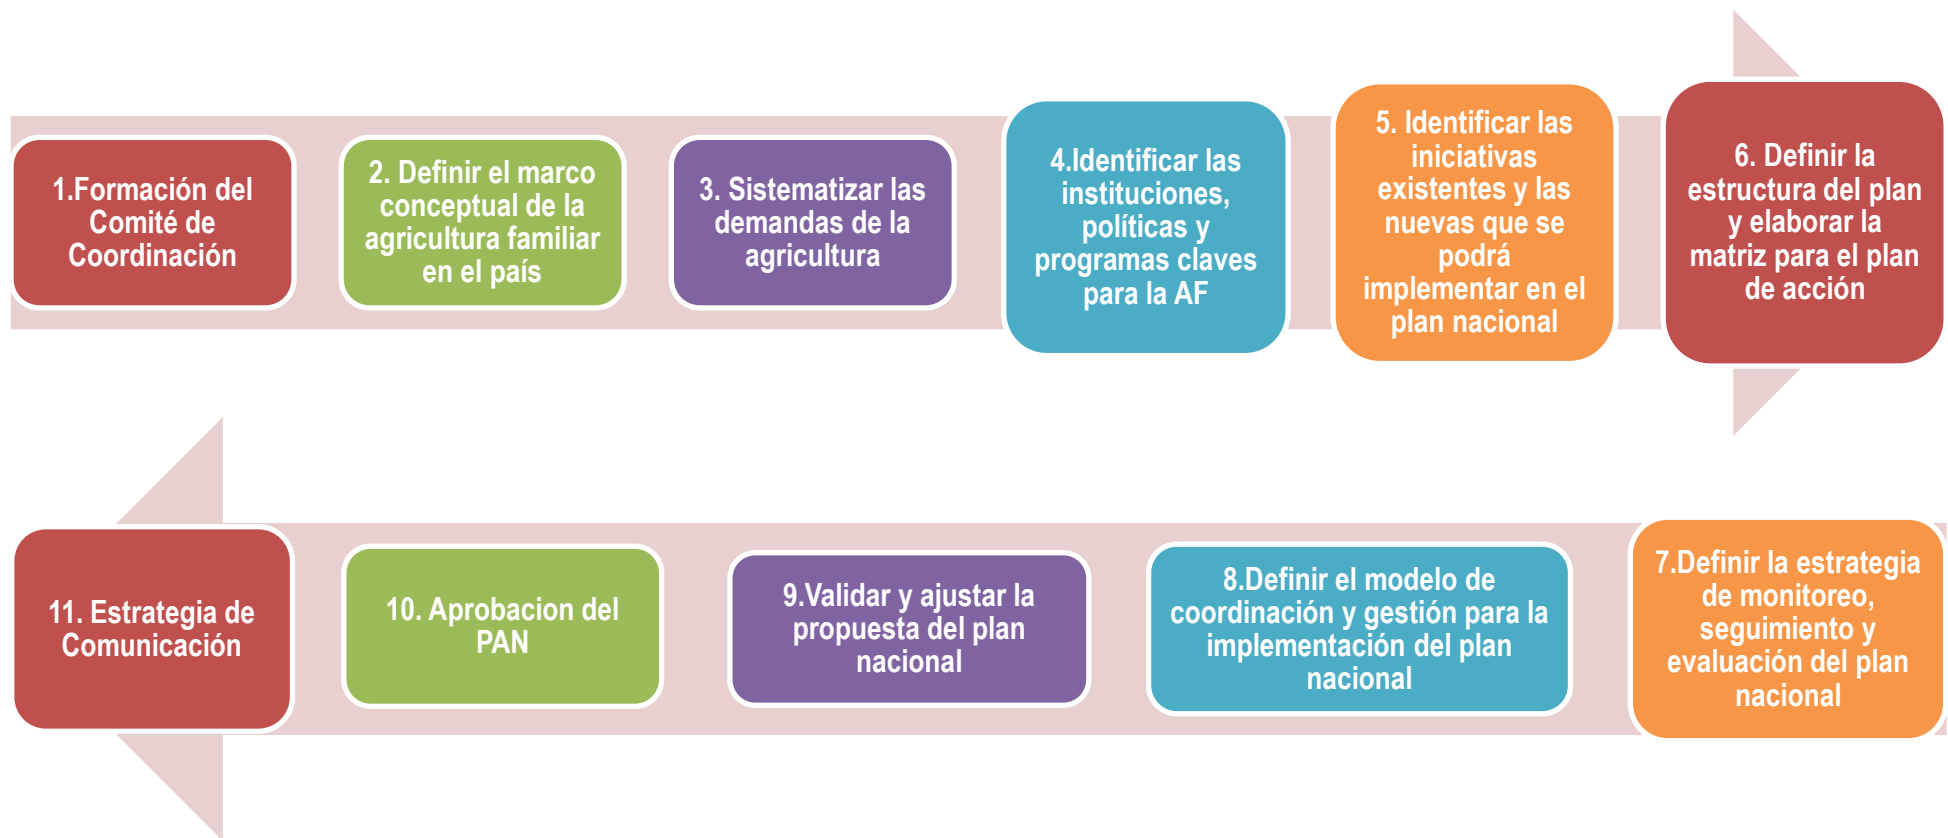 1.Formación del
Comité de
Coordinación
2. Definir el marco
conceptual de la
agricultura familiar
en el país
3. Sistematizar las
demandas de la
agricultura
4.Identificar las
instituciones,
políticas y
programas claves
para la AF
5. Identificar las
iniciativas
existentes y las
nuevas que se
podrá
implementar en el
plan nacional
6. Definir la
estructura del plan
y elaborar la
matriz para el plan
de acción
7.Definir la estrategia
de monitoreo,
seguimiento y
evaluación del plan
nacional
8.Definir el modelo de
coordinación y gestión para la
implementación del plan
nacional
9.Validar y ajustar la
propuesta del plan
nacional
10. Aprobacion del
PAN
11. Estrategia de
Comunicación